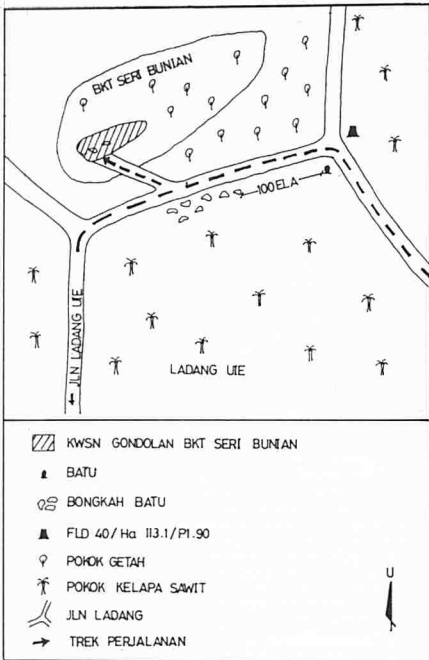 BKT SERI BUNIAN
100 ELA
JLN LADANG UIE
LADANG UIE
KWSN GONDOLAN BKT SERI BUNIAN
BATU
BONGKAH BATU
FLD 40/Ha 113.1/P1.90
POKOK GETAH
POKOK KELAPA SAWIT
JLN LADANG
TREK PERJALANAN
U